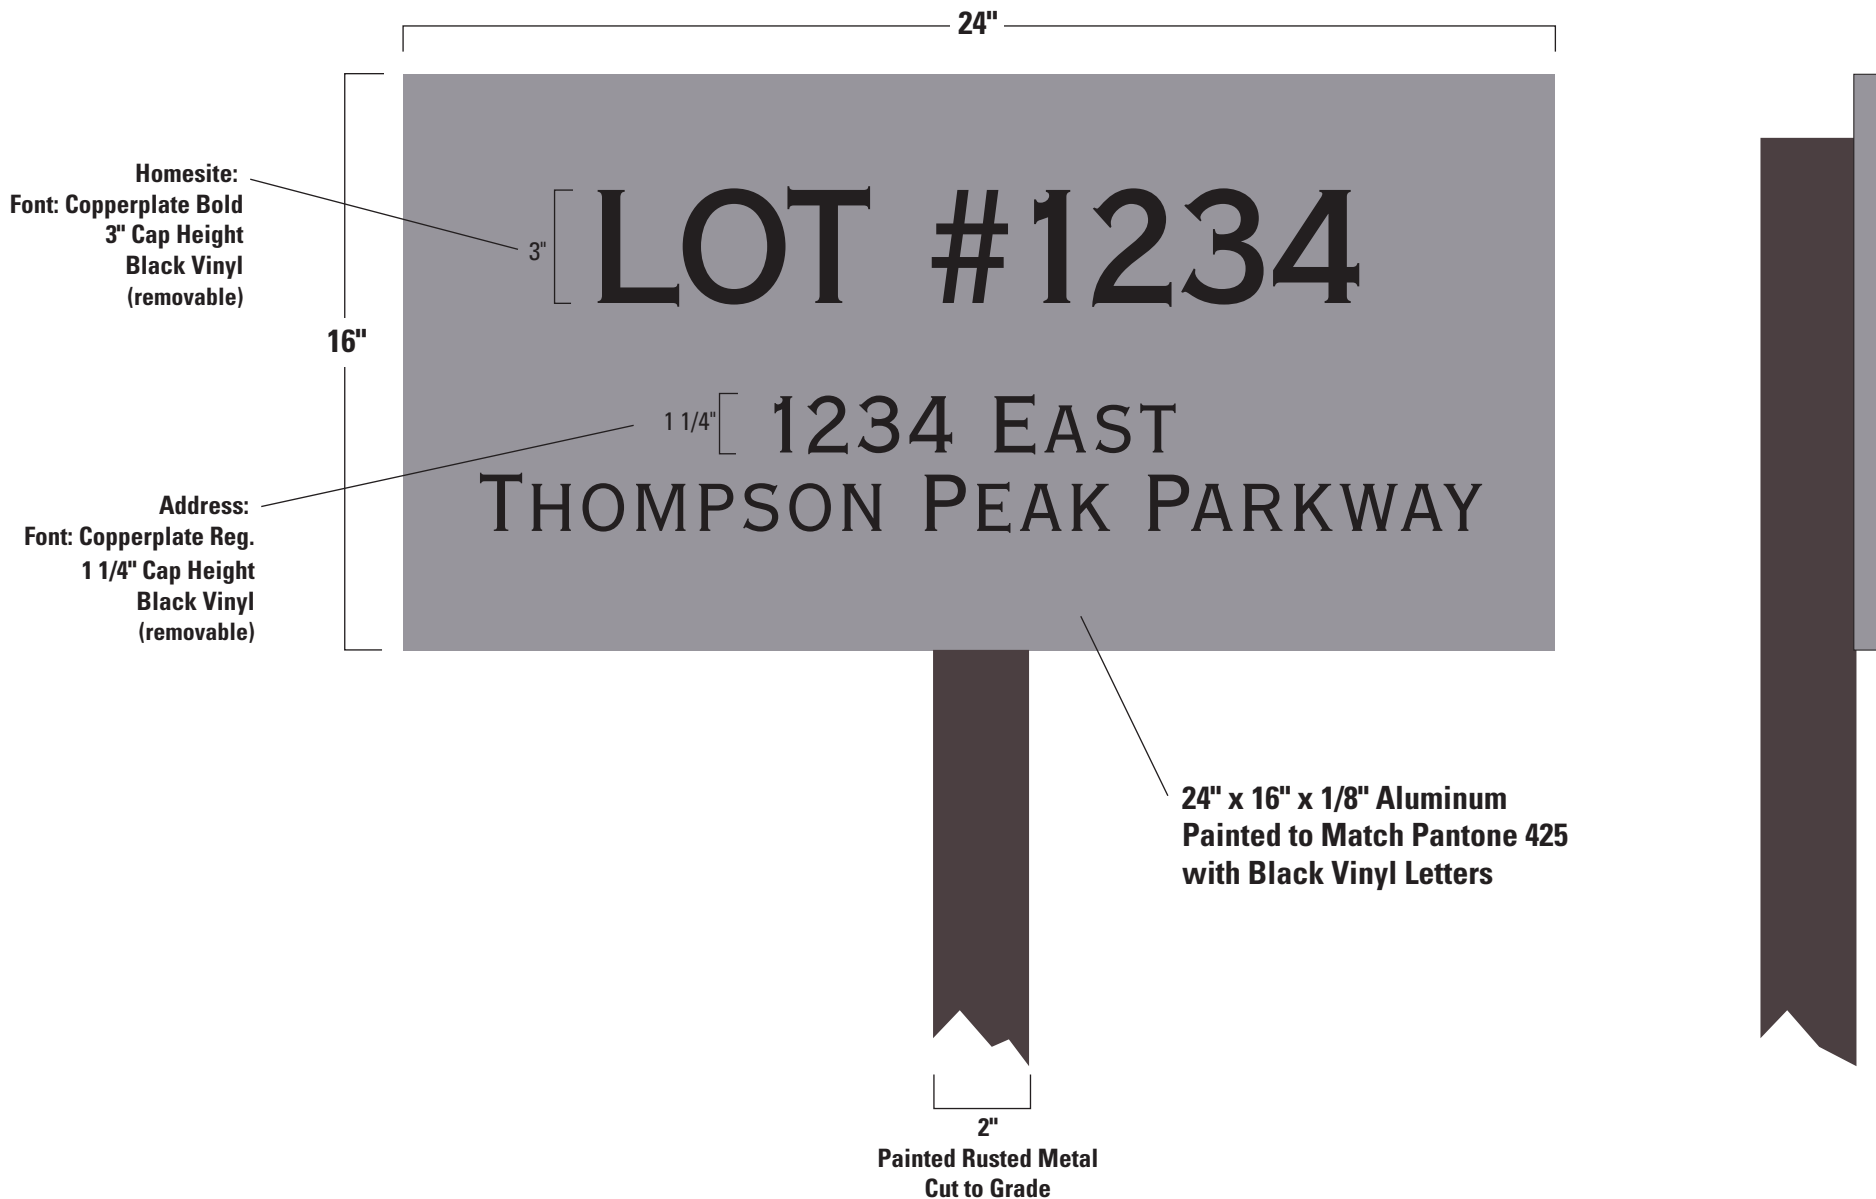 24"
Homesite:
Font: Copperplate Bold
3" Cap Height
Black Vinyl
(removable)
16"
3"
LOT #1234
1 1/4"
1234 EAST
THOMPSON PEAK PARKWAY
Address:
Font: Copperplate Reg.
1 1/4" Cap Height
Black Vinyl
(removable)
24" x 16" x 1/8" Aluminum
Painted to Match Pantone 425
with Black Vinyl Letters
2"
Painted Rusted Metal
Cut to Grade